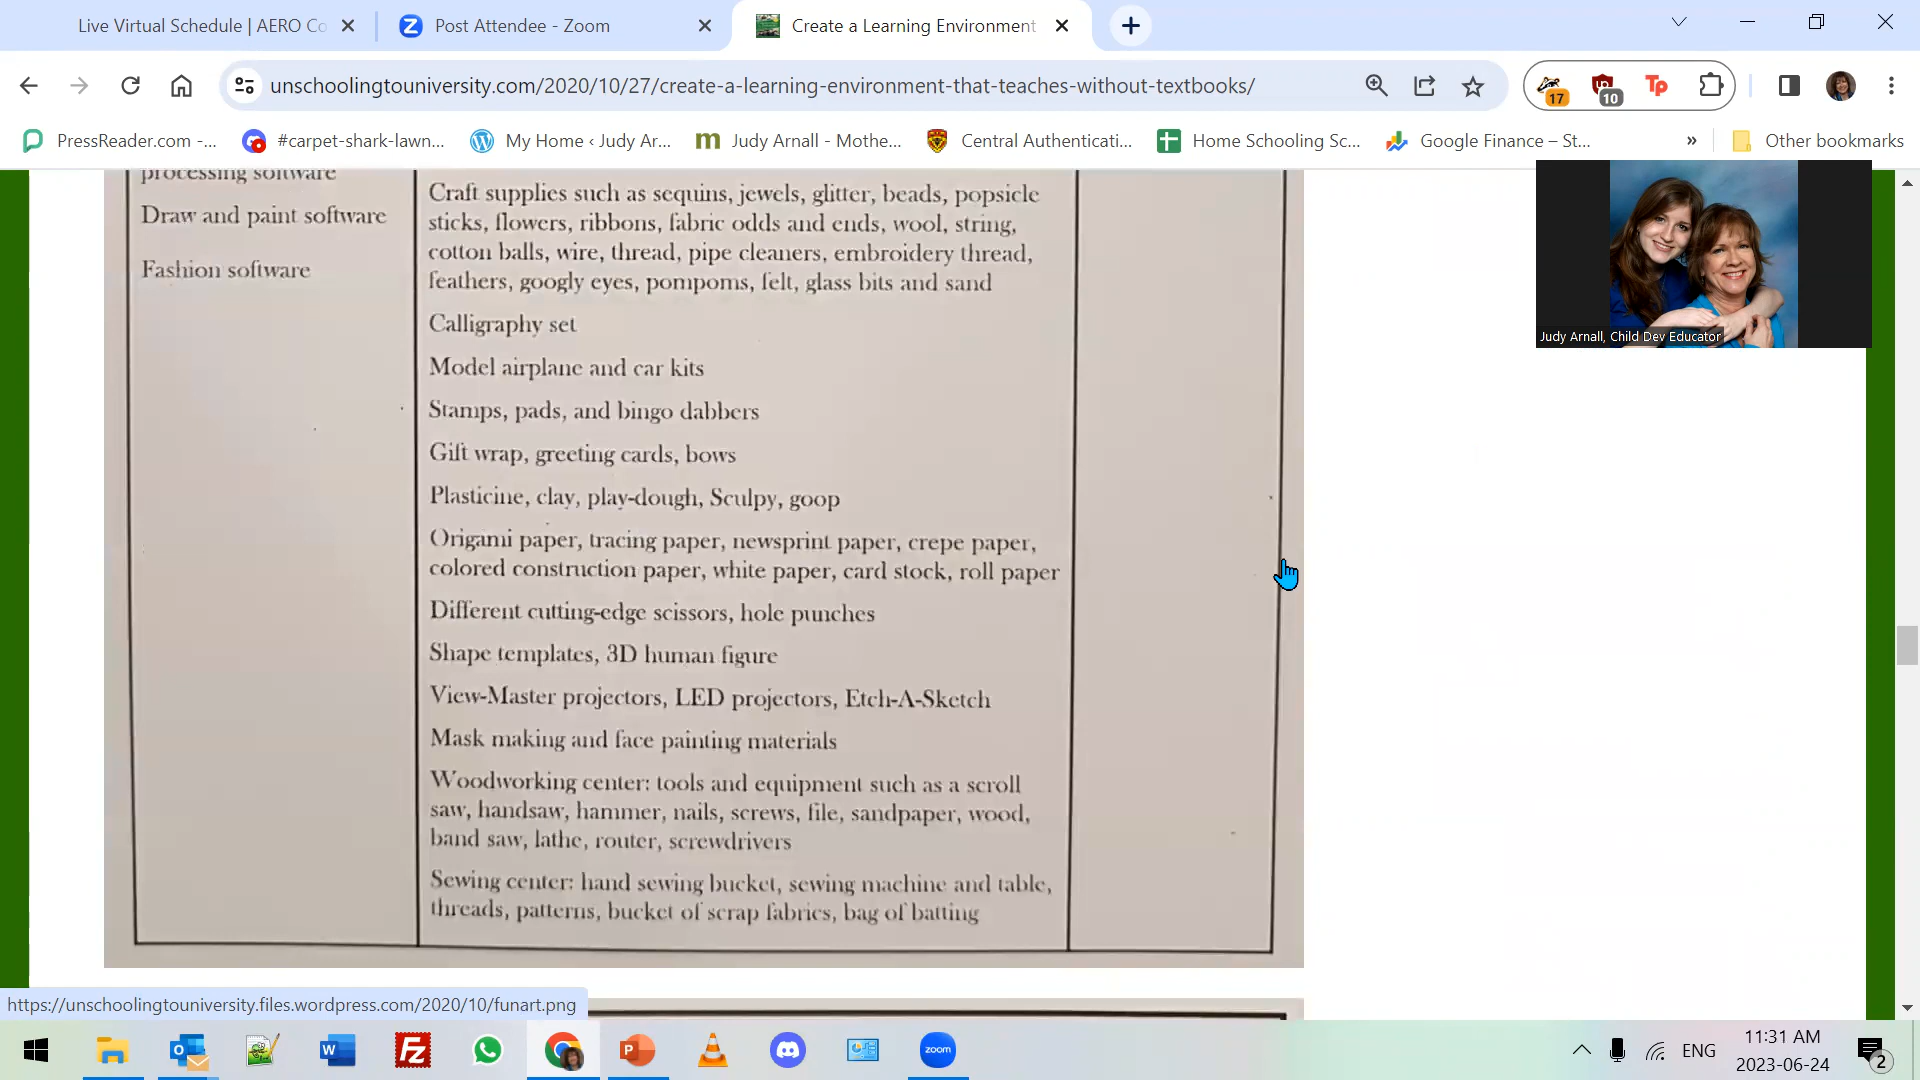 Live Virtual Schedule | AERO Co
Post Attendee - Zoom
Create a Learning Environment
unschoolingtouniversity.com/2020/10/27/create-a-learning-environment-that-teaches-without-textbooks/
17
10
Tp
PressReader.com -...
#carpet-shark-lawn...
My Home ‹ Judy Ar...
m
Judy Arnall - Mothe...
Central Authenticati...
Home Schooling Sc...
Google Finance – St...
»
Other bookmarks
processing software
Draw and paint software
Fashion software
Craft supplies such as sequins, jewels, glitter, beads, popsicle
sticks, flowers, ribbons, fabric odds and ends, wool, string,
cotton balls, wire, thread, pipe cleaners, embroidery thread,
feathers, googly eyes, pompoms, felt, glass bits and sand
Calligraphy set
Model airplane and car kits
Stamps, pads, and bingo dabbers
Gift wrap, greeting cards, bows
Plasticine, clay, play-dough, Sculpy, goop
Origami paper, tracing paper, newsprint paper, crepe paper,
colored construction paper, white paper, card stock, roll paper
Different cutting-edge scissors, hole punches
Shape templates, 3D human figure
View-Master projectors, LED projectors, Etch-A-Sketch
Mask making and face painting materials
Woodworking center: tools and equipment such as a scroll
saw, handsaw, hammer, nails, screws, file, sandpaper, wood,
band saw, lathe, router, screwdrivers
Sewing center: hand sewing bucket, sewing machine and table,
threads, patterns, bucket of scrap fabrics, bag of batting
Judy Arnall, Child Dev Educator
https://unschoolingtouniversity.files.wordpress.com/2020/10/funart.png
O
W
FZ
P
zoom
ENG
11:31 AM
2023-06-24
2